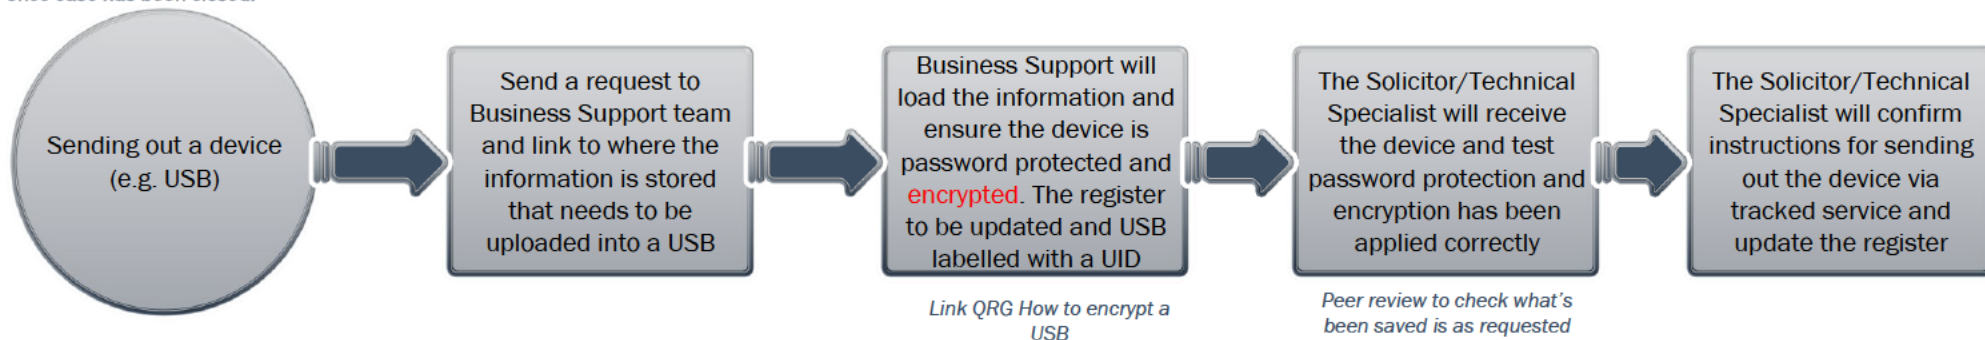 Sending out a device
(e.g. USB)
Send a request to
Business Support team
and link to where the
information is stored
that needs to be
uploaded into a USB
Business Support will
load the information and
ensure the device is
password protected and
encrypted. The register
to be updated and USB
labelled with a UID
Link QRG How to encrypt a
USB
The Solicitor/Technical
Specialist will receive
the device and test
password protection and
encryption has been
applied correctly
Peer review to check what's
been saved is as requested
The Solicitor/Technical
Specialist will confirm
instructions for sending
out the device via
tracked service and
update the register